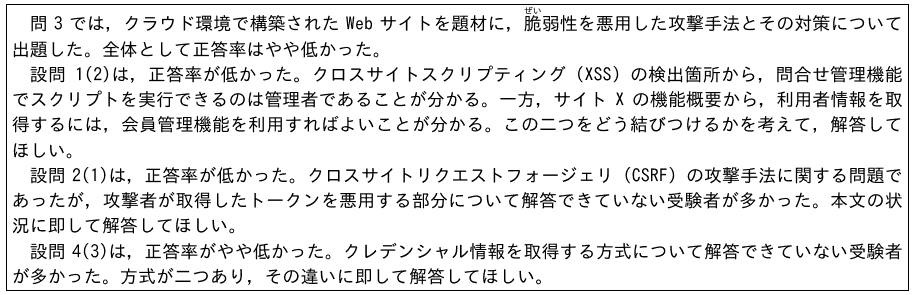 問 3 では，クラウド環境で構築された Web サイトを題材に，脆弱性を悪用した攻撃手法とその対策について
ぜい
出題した。全体として正答率はやや低かった。
設問 1(2)は，正答率が低かった。クロスサイトスクリプティング（XSS）の検出箇所から，問合せ管理機能
でスクリプトを実行できるのは管理者であることが分かる。一方，サイト X の機能概要から，利用者情報を取
得するには，会員管理機能を利用すればよいことが分かる。この二つをどう結びつけるかを考えて，解答して
ほしい。
設問 2(1)は，正答率が低かった。クロスサイトリクエストフォージェリ（CSRF）の攻撃手法に関する問題で
あったが，攻撃者が取得したトークンを悪用する部分について解答できていない受験者が多かった。本文の状
況に即して解答してほしい。
設問 4(3)は，正答率がやや低かった。クレデンシャル情報を取得する方式について解答できていない受験者
が多かった。方式が二つあり，その違いに即して解答してほしい。